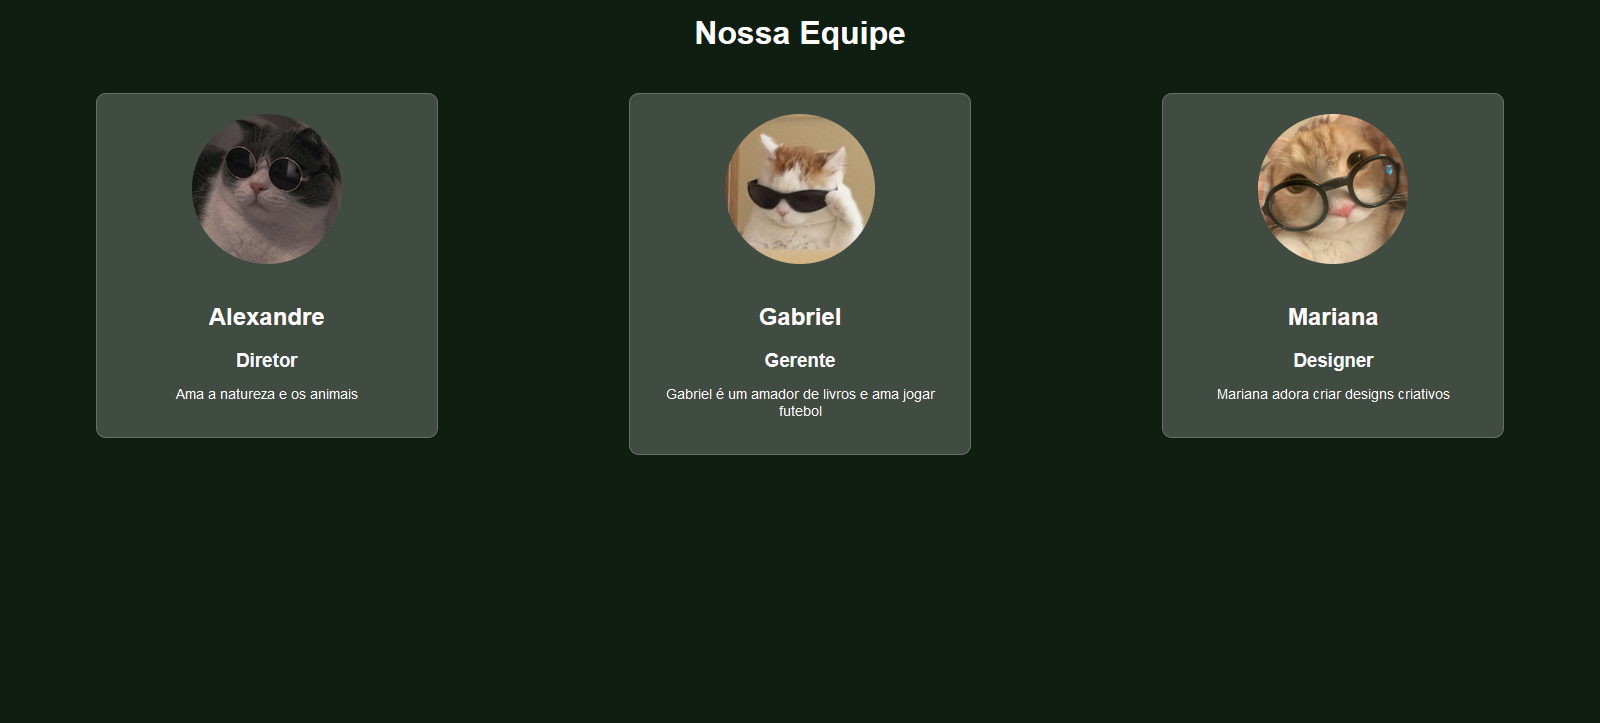 Nossa Equipe
Alexandre
Diretor
Ama a natureza e os animais
Gabriel
Gerente
Gabriel é um amador de livros e ama jogar
futebol
Mariana
Designer
Mariana adora criar designs criativos